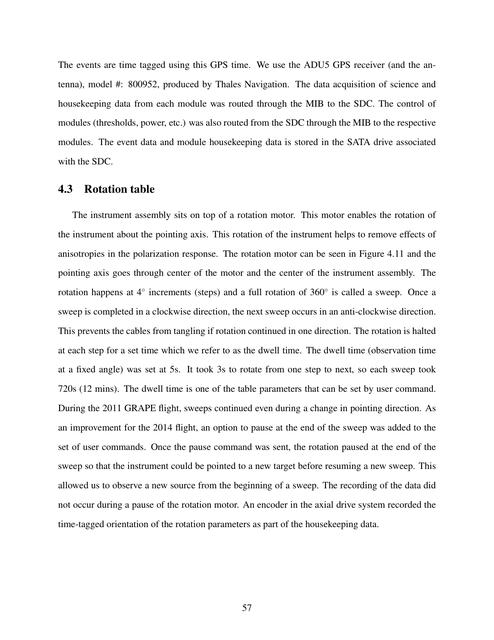 The events are time tagged using this GPS time. We use the ADU5 GPS receiver (and the an-
tenna), model #: 800952, produced by Thales Navigation. The data acquisition of science and
housekeeping data from each module was routed through the MIB to the SDC. The control of
modules (thresholds, power, etc.) was also routed from the SDC through the MIB to the respective
modules. The event data and module housekeeping data is stored in the SATA drive associated
with the SDC.
4.3 Rotation table
The instrument assembly sits on top of a rotation motor. This motor enables the rotation of
the instrument about the pointing axis. This rotation of the instrument helps to remove effects of
anisotropies in the polarization response. The rotation motor can be seen in Figure 4.11 and the
pointing axis goes through center of the motor and the center of the instrument assembly. The
rotation happens at 4° increments (steps) and a full rotation of 360° is called a sweep. Once a
sweep is completed in a clockwise direction, the next sweep occurs in an anti-clockwise direction.
This prevents the cables from tangling if rotation continued in one direction. The rotation is halted
at each step for a set time which we refer to as the dwell time. The dwell time (observation time
at a fixed angle) was set at 5s. It took 3s to rotate from one step to next, so each sweep took
720s (12 mins). The dwell time is one of the table parameters that can be set by user command.
During the 2011 GRAPE flight, sweeps continued even during a change in pointing direction. As
an improvement for the 2014 flight, an option to pause at the end of the sweep was added to the
set of user commands. Once the pause command was sent, the rotation paused at the end of the
sweep so that the instrument could be pointed to a new target before resuming a new sweep. This
allowed us to observe a new source from the beginning of a sweep. The recording of the data did
not occur during a pause of the rotation motor. An encoder in the axial drive system recorded the
time-tagged orientation of the rotation parameters as part of the housekeeping data.
57